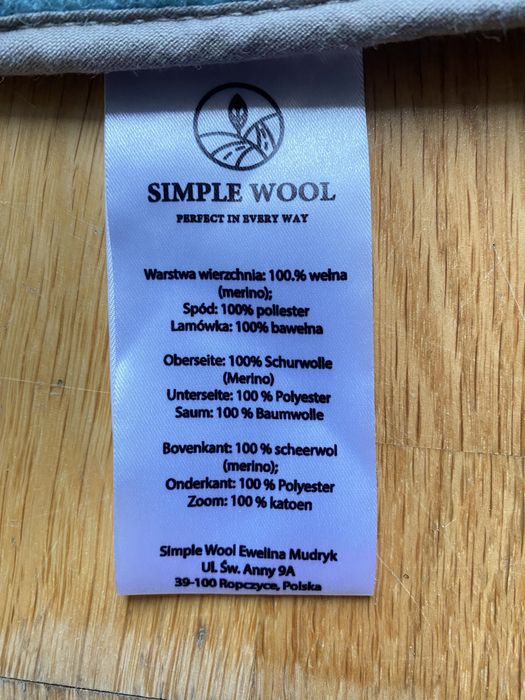 SIMPLE WOOL
PERFECT IN EVERY WAY
Warstwa wierzchnia: 100.% wełna
(merino);
Spód: 100% poliester
Lamówka: 100% bawełna
Oberseite: 100% Schurwolle
(Merino)
Unterseite: 100 % Polyester
Saum: 100 % Baumwolle
Bovenkant: 100 % scheerwol
(merino);
Onderkant: 100 % Polyester
Zoom: 100 % katoen
Simple Wool Ewelina Mudryk
Ul. Św. Anny 9A
39-100 Ropczyce, Polska